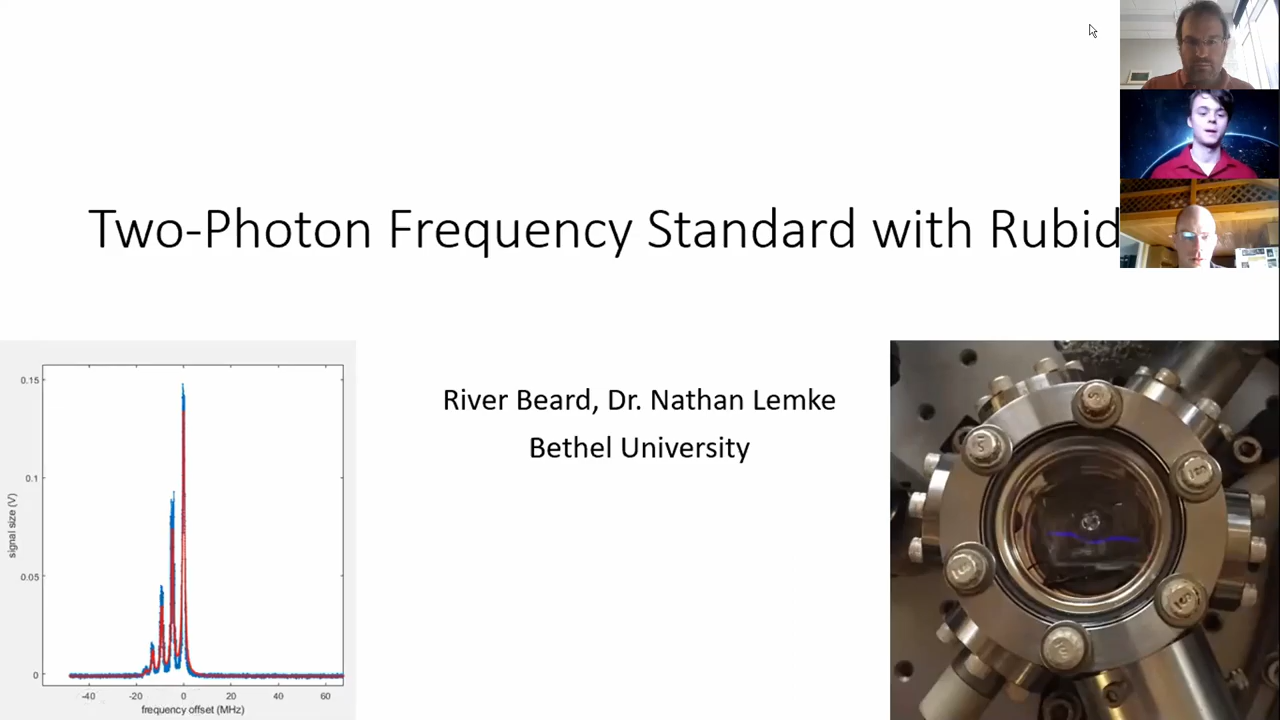 Two-Photon Frequency Standard with Rubid
River Beard, Dr. Nathan Lemke
Bethel University
0.15
0.1
0.05
0
signal size (V)
-40
-20
0
20
40
60
frequency offset (MHz)